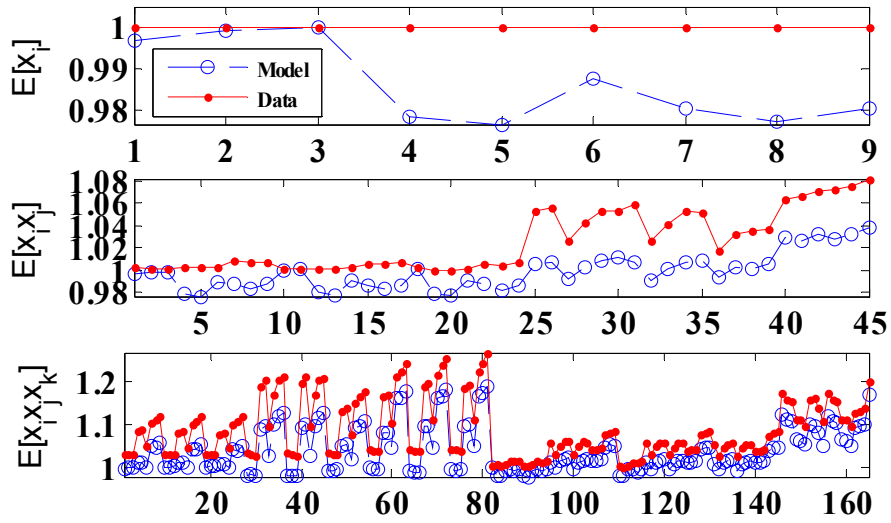 E[x_i]
1
0.99
0.98
Model
Data
1 2 3 4 5 6 7 8 9
E[x_i x_j]
1.08
1.06
1.04
1.02
1
0.98
5 10 15 20 25 30 35 40 45
E[x_i x_j x_k]
1.2
1.1
1
20 40 60 80 100 120 140 160